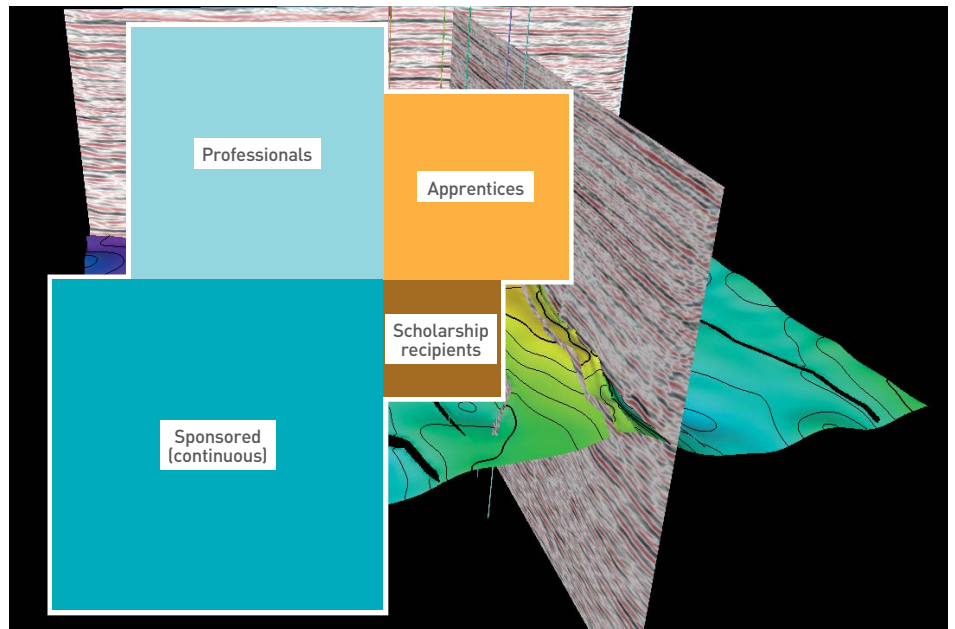 Professionals
Apprentices
Scholarship
recipients
Sponsored
(continuous)